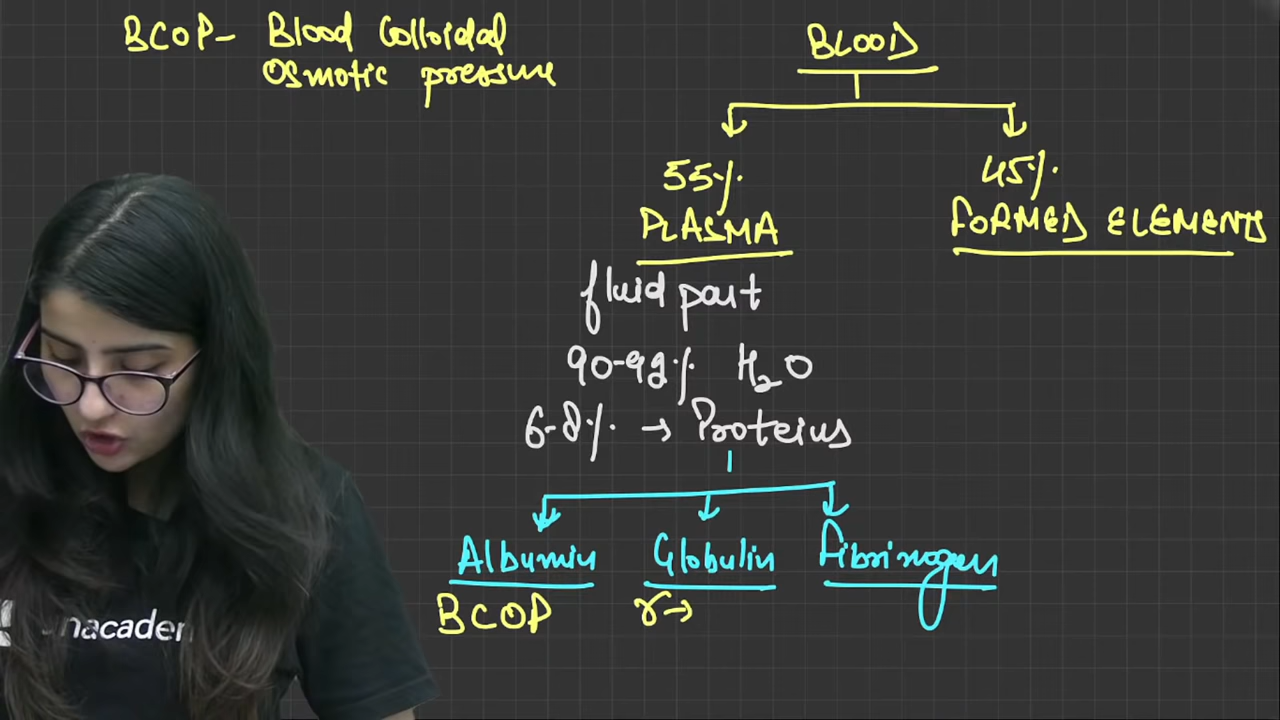 BCOP- Blood Colloidal
Osmotic pressure
BLOOD
55%
PLASMA
45%
FORMED ELEMENTS
fluid part
90-92% H₂O
6-8% → Proteins
Albumin Globulin Fibrinogen
BCOP γ→
unacadem